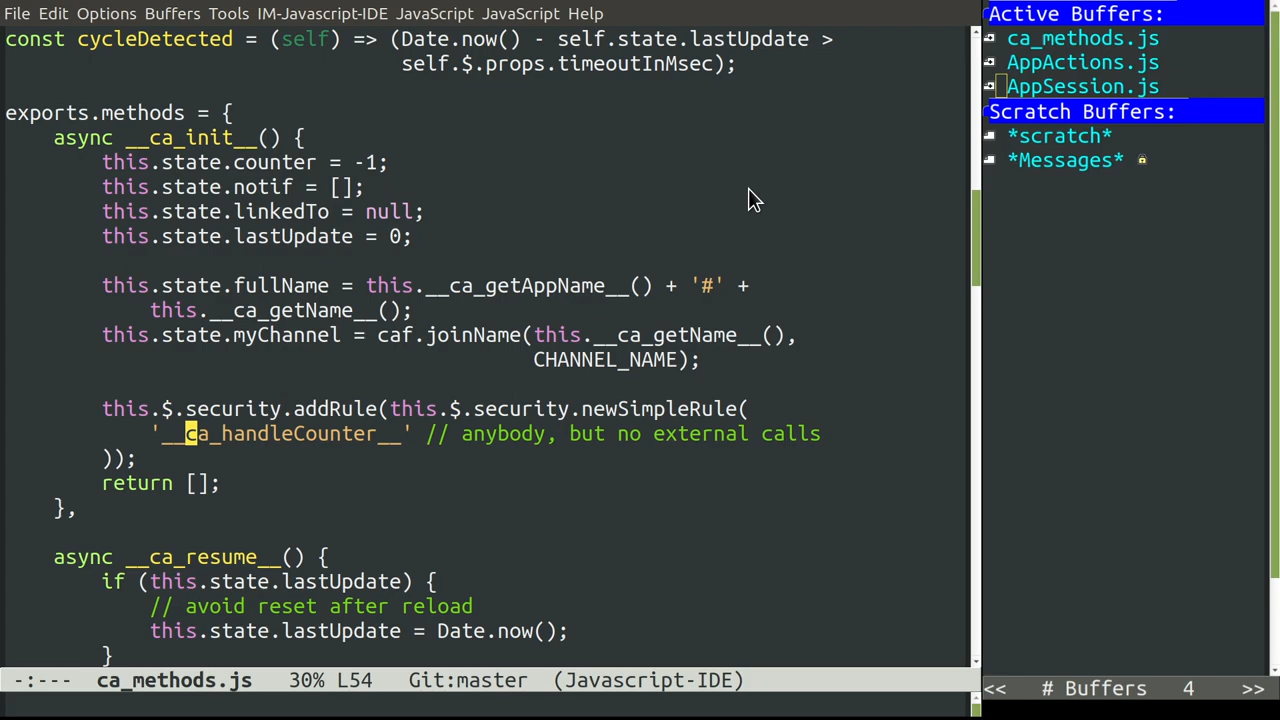 File Edit Options Buffers Tools IM-Javascript-IDE JavaScript JavaScript Help
const cycleDetected = (self) => (Date.now() - self.state.lastUpdate >
                                 self.$.props.timeoutInMsec);
exports.methods = {
    async __ca_init__() {
        this.state.counter = -1;
        this.state.notif = [];
        this.state.linkedTo = null;
        this.state.lastUpdate = 0;
        this.state.fullName = this.__ca_getAppName__() + '#' +
            this.__ca_getName__();
        this.state.myChannel = caf.joinName(this.__ca_getName__(),
                                            CHANNEL_NAME);
        this.$.security.addRule(this.$.security.newSimpleRule(
            '__ca_handleCounter__' // anybody, but no external calls
        ));
        return [];
    },
    async __ca_resume__() {
        if (this.state.lastUpdate) {
            // avoid reset after reload
            this.state.lastUpdate = Date.now();
        }
-:--- ca_methods.js 30% L54 Git:master (Javascript-IDE)
Active Buffers:
ca_methods.js
AppActions.js
AppSession.js
Scratch Buffers:
*scratch*
*Messages*
<< # Buffers 4 >>